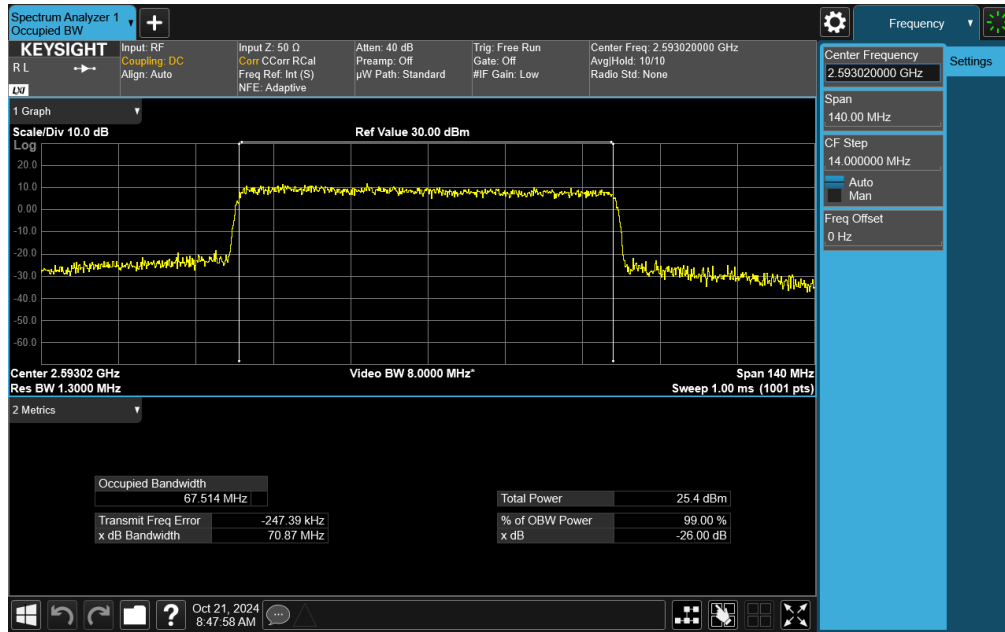 Spectrum Analyzer 1
Occupied BW
Frequency
KEYSIGHT
R L
LXI
Input: RF
Coupling: DC
Align: Auto
Input Z: 50 Ω
Corr CCorr RCal
Freq Ref: Int (S)
NFE: Adaptive
Atten: 40 dB
Preamp: Off
µW Path: Standard
Trig: Free Run
Gate: Off
#IF Gain: Low
Center Freq: 2.593020000 GHz
Avg|Hold: 10/10
Radio Std: None
Center Frequency
2.593020000 GHz
Settings
Span
140.00 MHz
CF Step
14.000000 MHz
Auto
Man
Freq Offset
0 Hz
1 Graph
Scale/Div 10.0 dB
Ref Value 30.00 dBm
Log
20.0
10.0
0.00
-10.0
-20.0
-30.0
-40.0
-50.0
-60.0
Center 2.59302 GHz
Video BW 8.0000 MHz*
Span 140 MHz
Res BW 1.3000 MHz
Sweep 1.00 ms (1001 pts)
2 Metrics
Occupied Bandwidth
67.514 MHz
Transmit Freq Error -247.39 kHz
x dB Bandwidth 70.87 MHz
Total Power 25.4 dBm
% of OBW Power 99.00 %
x dB -26.00 dB
?
Oct 21, 2024
8:47:58 AM